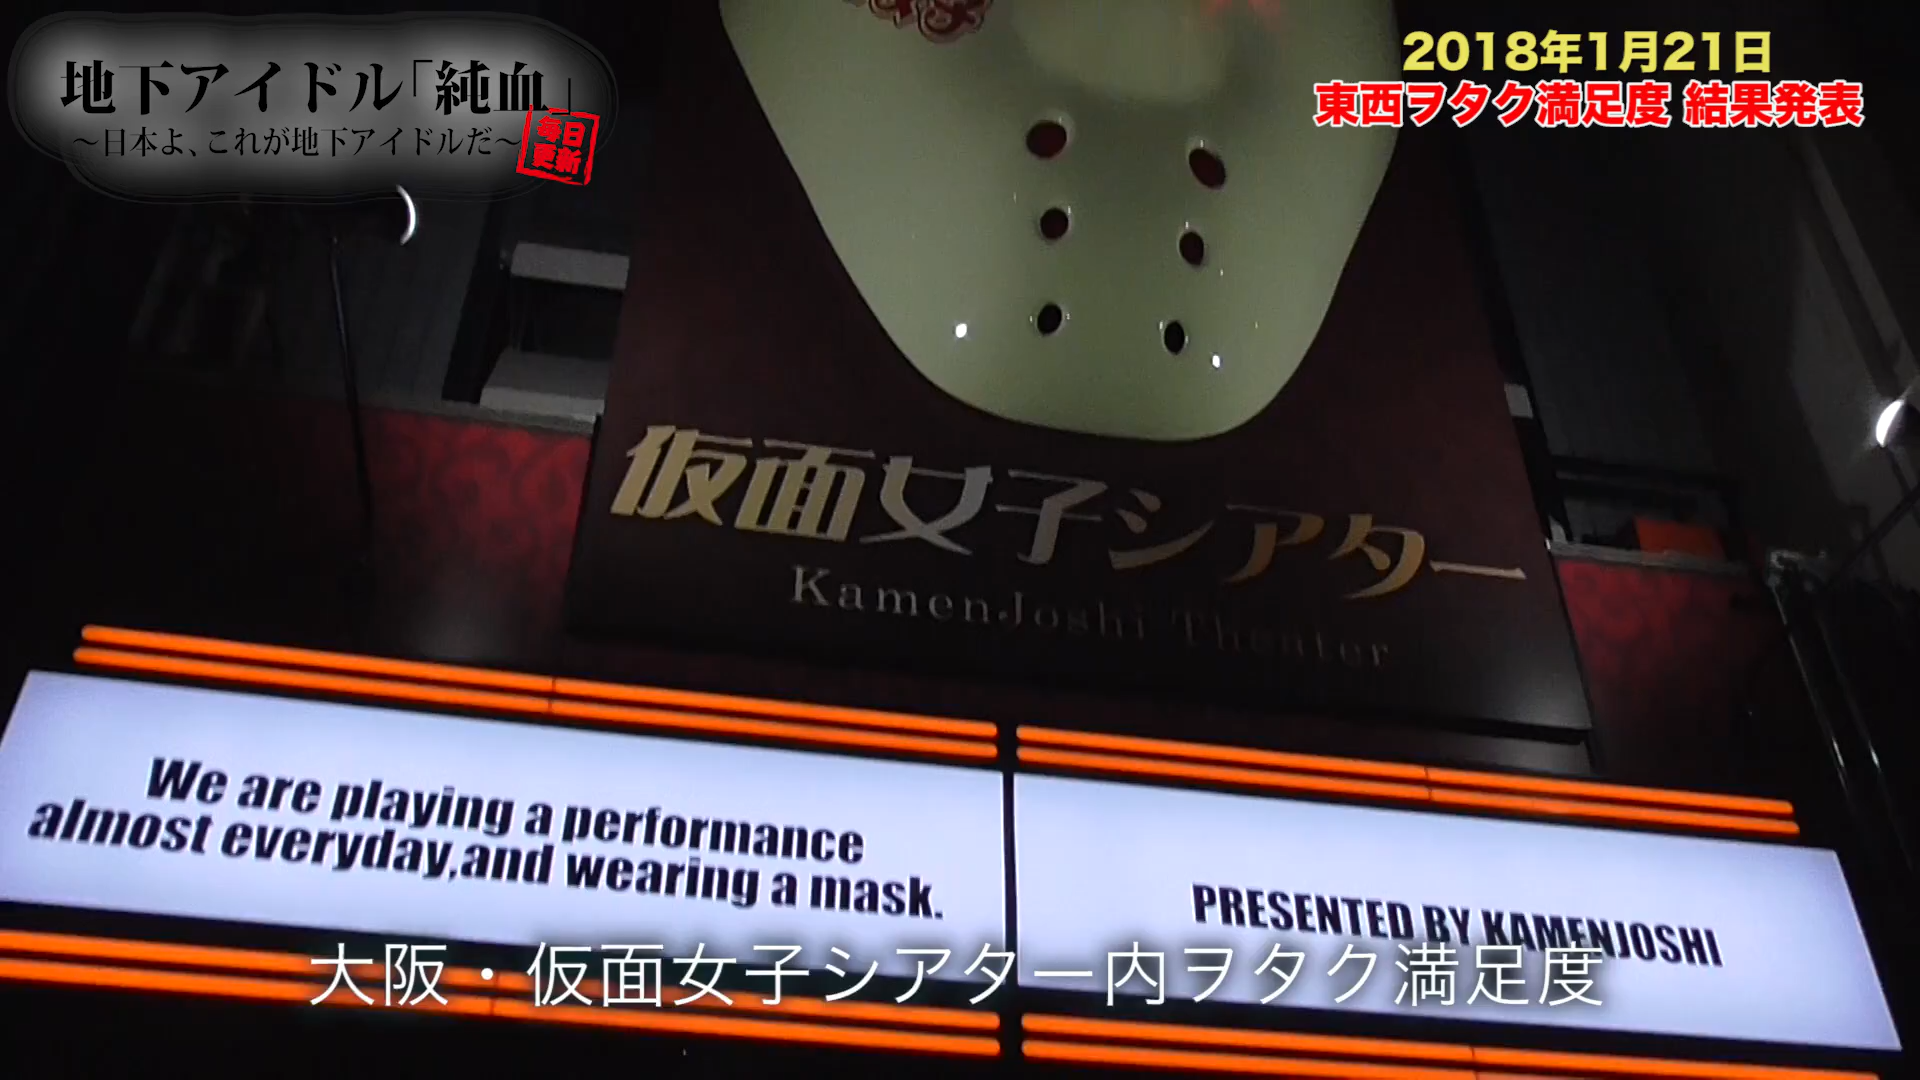 地下アイドル「純血」
~日本よ、これが地下アイドルだ~
毎日
更新
2018年1月21日
東西ヲタク満足度 結果発表
仮面女子シアター
KamenJoshi Theater
We are playing a performance
almost everyday,and wearing a mask.
PRESENTED BY KAMENJOSHI
大阪・仮面女子シアター内ヲタク満足度